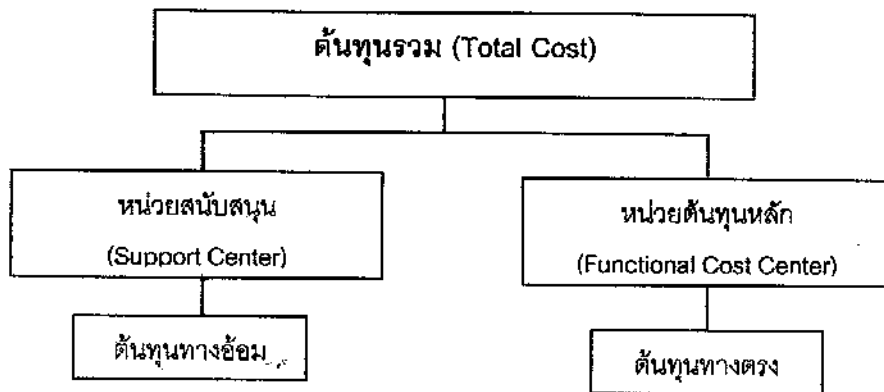 ต้นทุนรวม (Total Cost)
หน่วยสนับสนุน
(Support Center)
หน่วยต้นทุนหลัก
(Functional Cost Center)
ต้นทุนทางอ้อม
ต้นทุนทางตรง